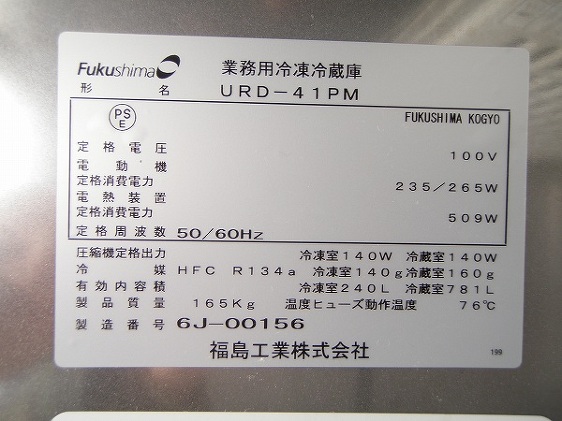 Fukushima 業務用冷凍冷蔵庫
形名 URD-41PM
PS E FUKUSHIMA KOGYO
定格電圧 100V
電動機
定格消費電力 235/265W
電熱装置
定格消費電力 509W
定格周波数 50/60Hz
圧縮機定格出力 冷凍室140W 冷蔵室140W
冷媒 HFC R134a 冷凍室140g 冷蔵室160g
有効内容積 冷凍室240L 冷蔵室781L
製品質量 165Kg 温度ヒューズ動作温度 76℃
製造番号 6J-00156
福島工業株式会社 199